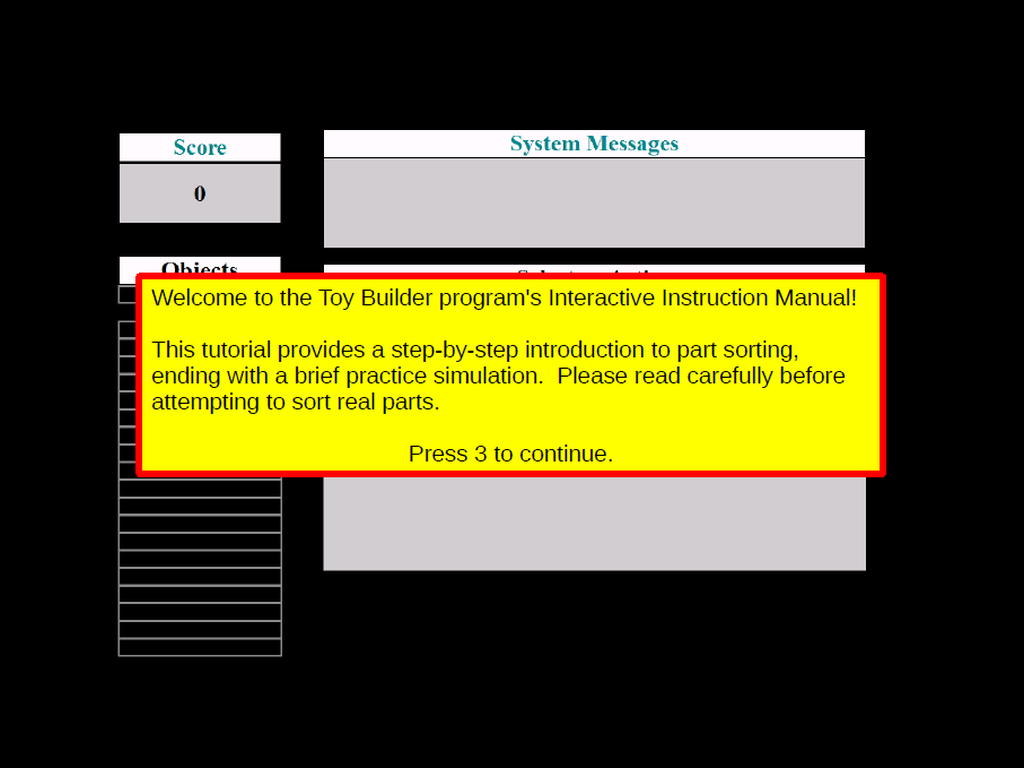 Score
System Messages
0
Objects
Welcome to the Toy Builder program's Interactive Instruction Manual!
This tutorial provides a step-by-step introduction to part sorting,
ending with a brief practice simulation.  Please read carefully before
attempting to sort real parts.
Press 3 to continue.